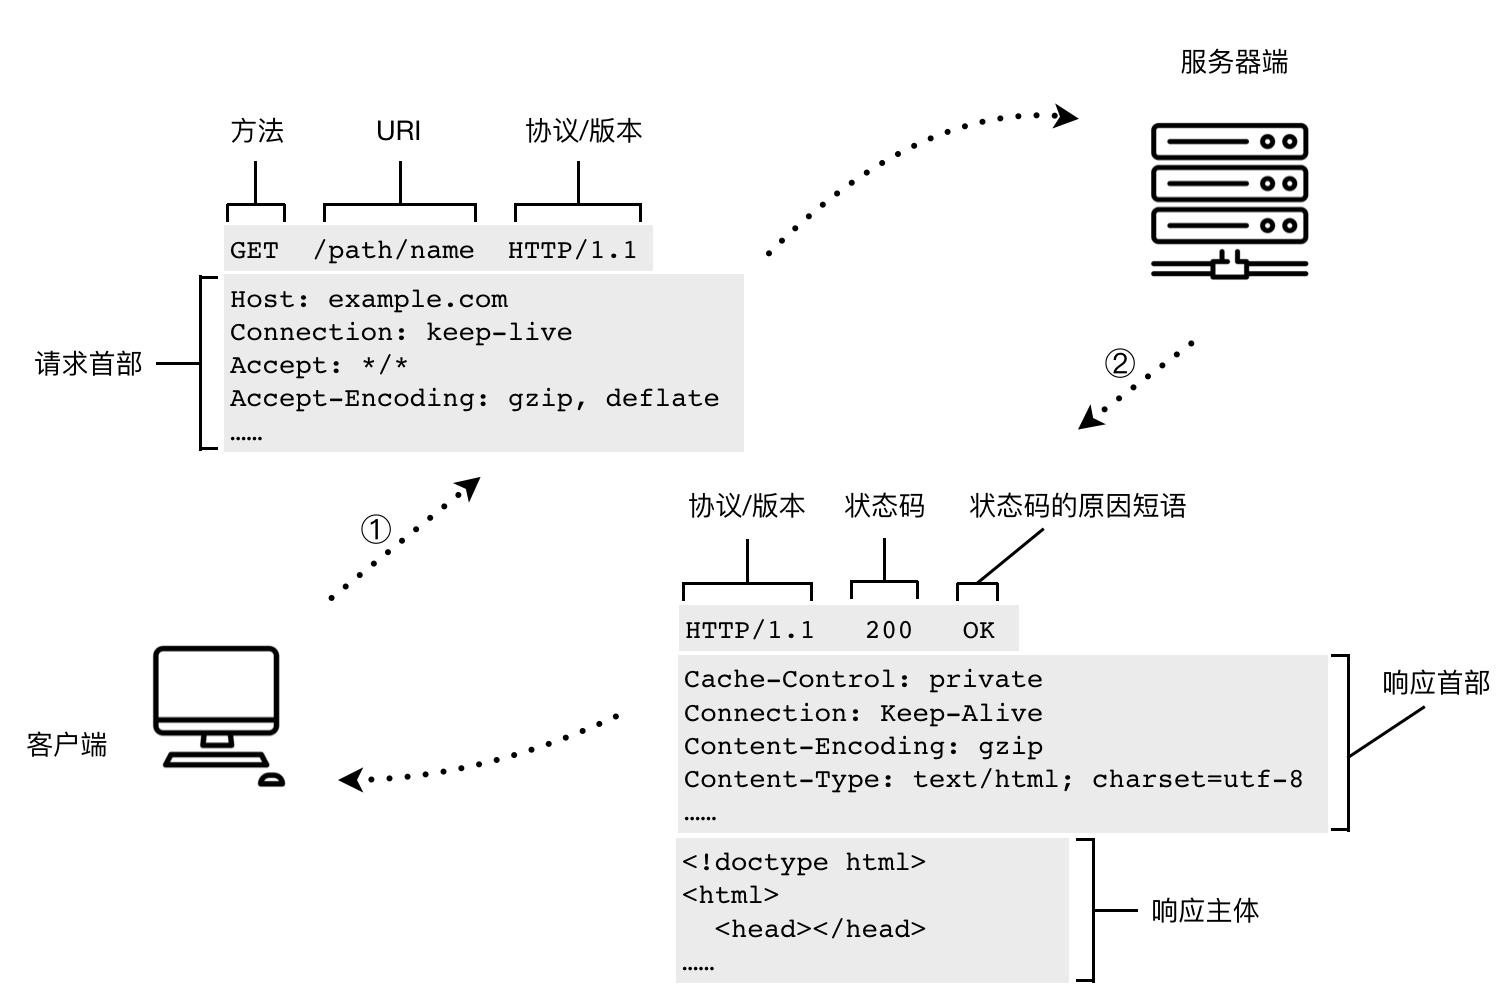 服务器端
方法 URI 协议/版本
GET /path/name HTTP/1.1
请求首部
Host: example.com
Connection: keep-live
Accept: */*
Accept-Encoding: gzip, deflate
……
①
②
协议/版本 状态码 状态码的原因短语
HTTP/1.1 200 OK
Cache-Control: private
Connection: Keep-Alive
Content-Encoding: gzip
Content-Type: text/html; charset=utf-8
……
响应首部
客户端
<!doctype html>
<html>
<head></head>
……
响应主体